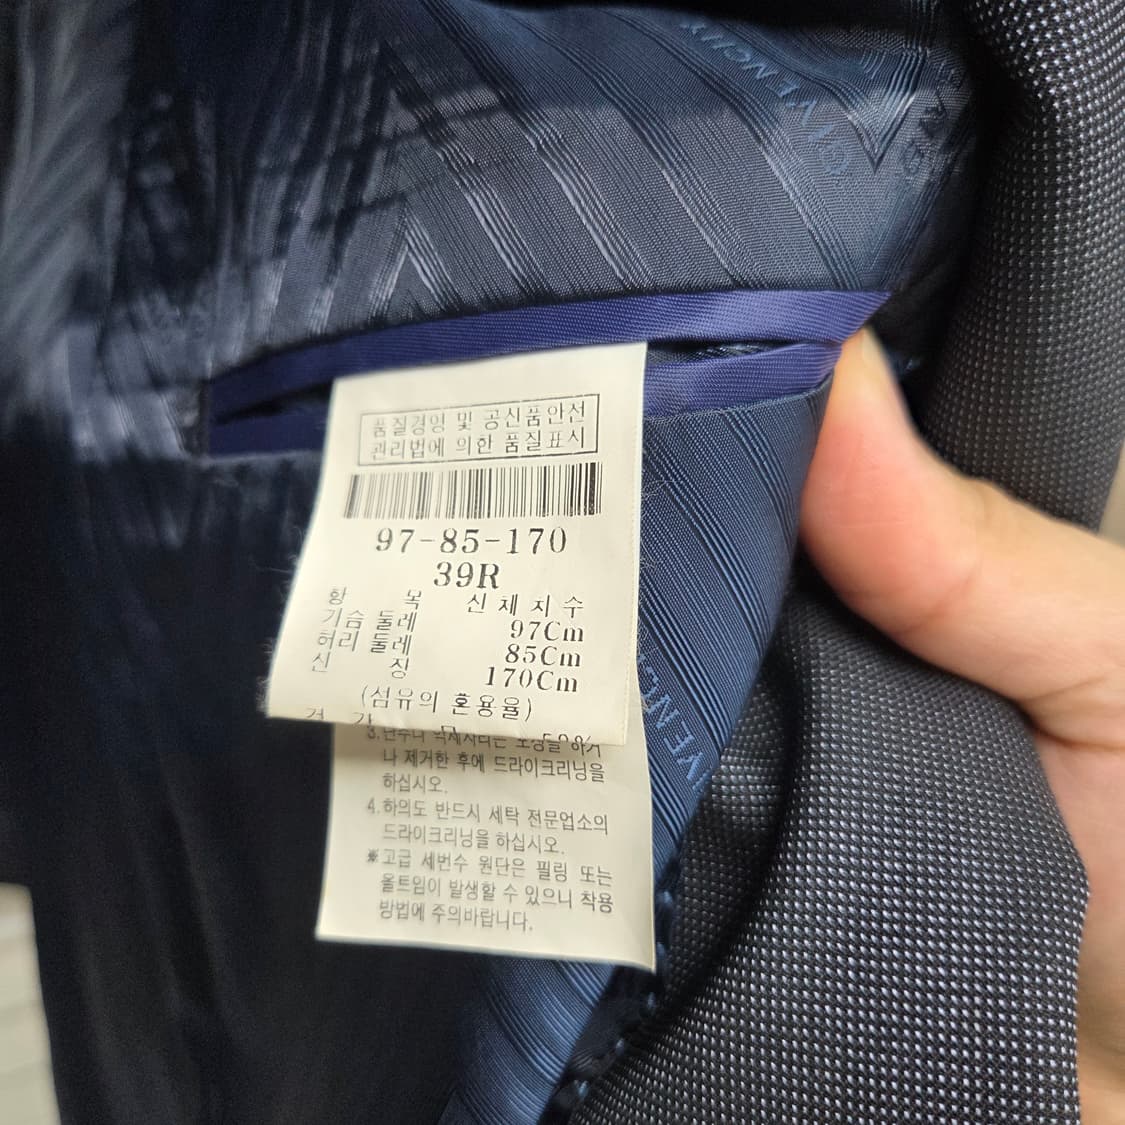 GIVENCHY
품질경영 및 공신품안선
관리법에 의한 품질표시
97-85-170
39R
항 목 신체치수
기슴 둘레 97Cm
허리 둘레 85Cm
신 장 170Cm
(섬유의 혼용율)
나 제거한 후에 드라이크리닝을
하십시오.
4.하의도 반드시 세탁 전문업소의
드라이크리닝을 하십시오.
※고급 세번수 원단은 필링 또는
올트임이 발생할 수 있으니 착용
방법에 주의바랍니다.